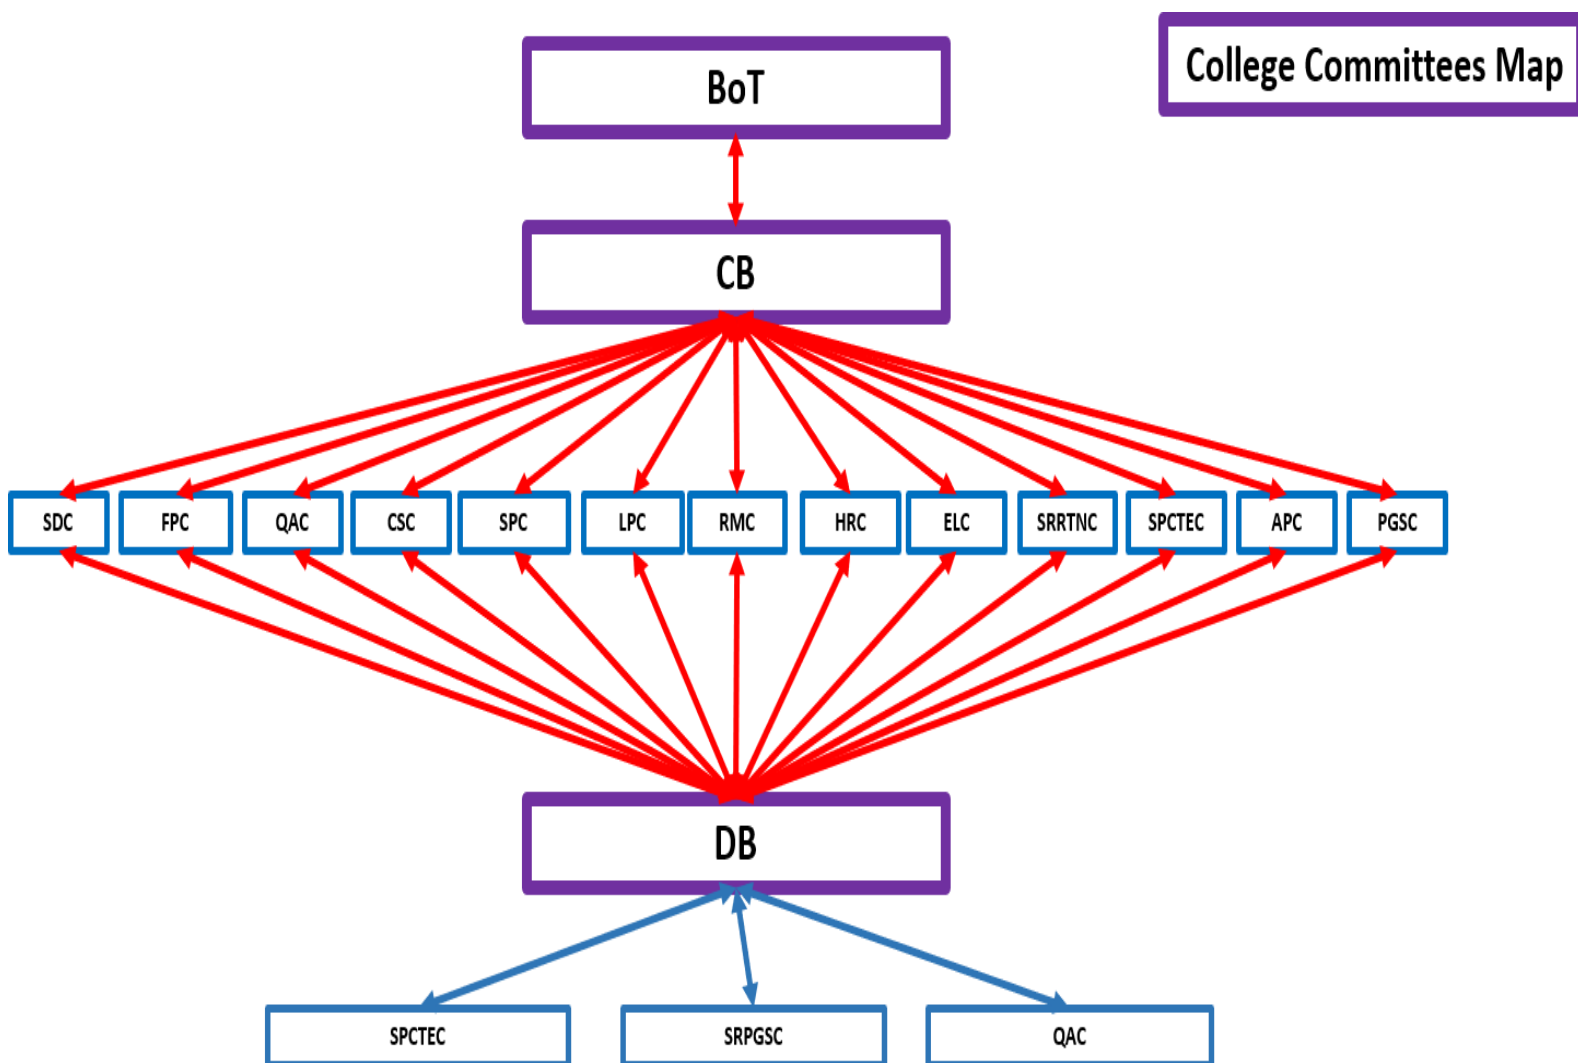 College Committees Map
BoT
CB
SDC
FPC
QAC
CSC
SPC
LPC
RMC
HRC
ELC
SRRTNC
SPCTEC
APC
PGSC
DB
SPCTEC
SRPGSC
QAC